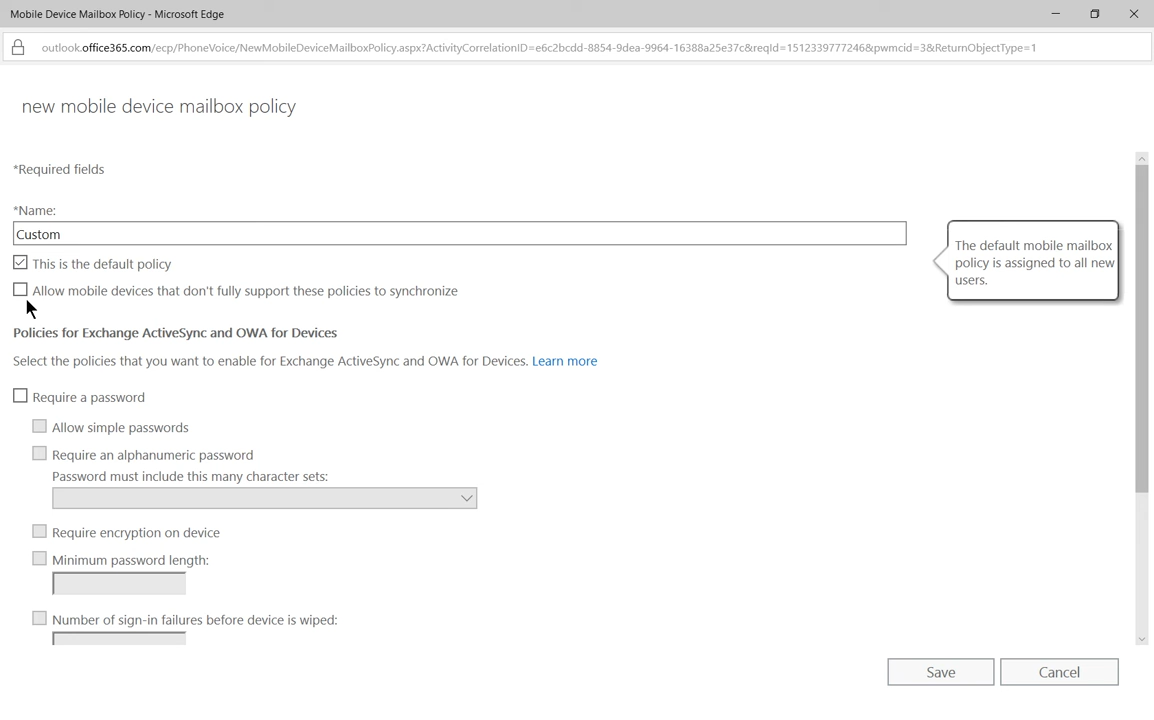 Mobile Device Mailbox Policy - Microsoft Edge
outlook.office365.com/ecp/PhoneVoice/NewMobileDeviceMailboxPolicy.aspx?ActivityCorrelationID=e6c2bcdd-8854-9dea-9964-16388a25e37c&reqId=1512339777246&pwmcid=3&ReturnObjectType=1
new mobile device mailbox policy
*Required fields
*Name:
Custom
This is the default policy
The default mobile mailbox
policy is assigned to all new
users.
Allow mobile devices that don't fully support these policies to synchronize
Policies for Exchange ActiveSync and OWA for Devices
Select the policies that you want to enable for Exchange ActiveSync and OWA for Devices. Learn more
Require a password
Allow simple passwords
Require an alphanumeric password
Password must include this many character sets:
Require encryption on device
Minimum password length:
Number of sign-in failures before device is wiped:
Save
Cancel